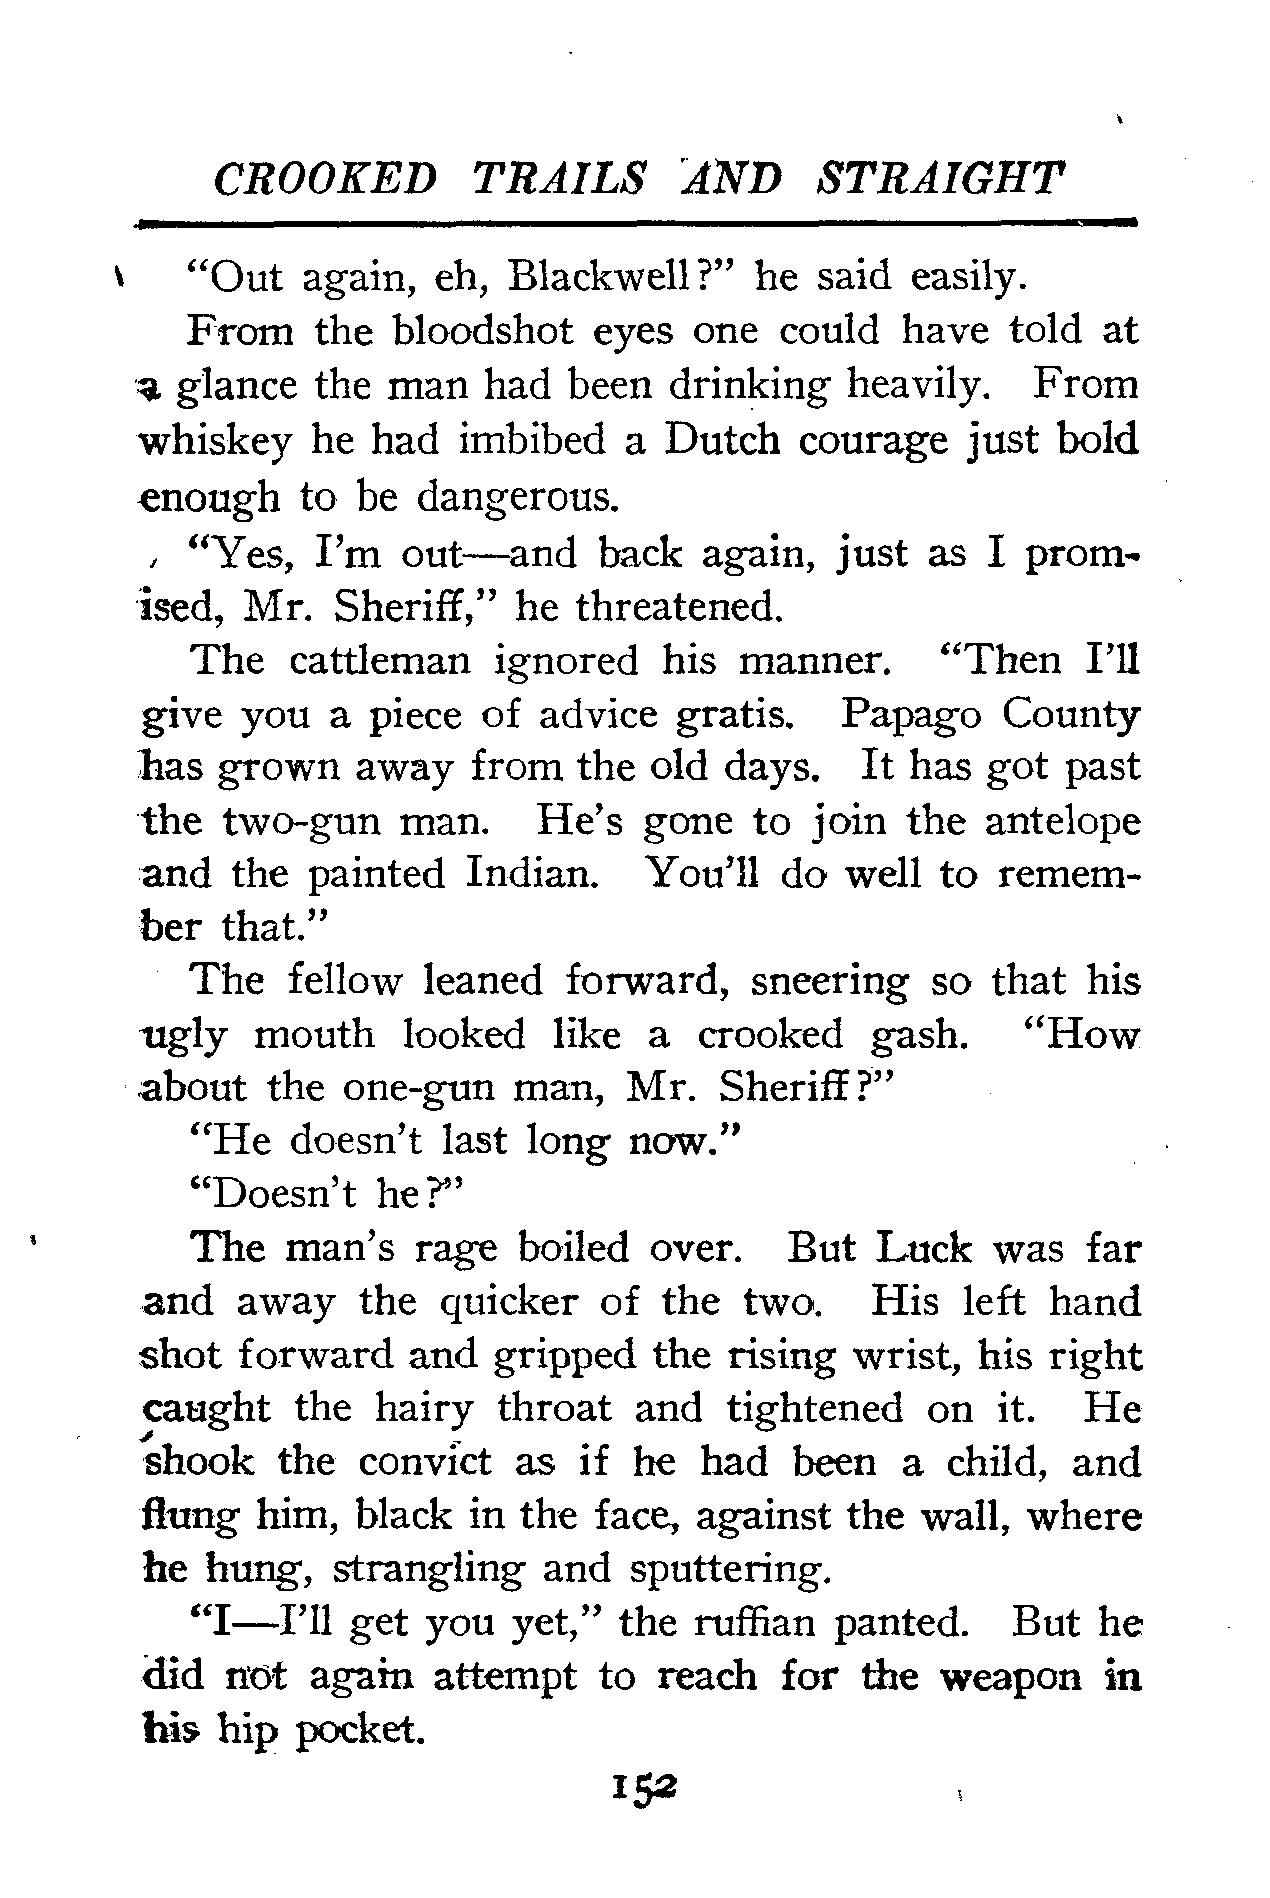 CROOKED TRAILS AND STRAIGHT
“Out again, eh, Blackwell?” he said easily.
From the bloodshot eyes one could have told at
a glance the man had been drinking heavily. From
whiskey he had imbibed a Dutch courage just bold
enough to be dangerous.
“Yes, I’m out—and back again, just as I prom-
ised, Mr. Sheriff,” he threatened.
The cattleman ignored his manner. “Then I’ll
give you a piece of advice gratis. Papago County
has grown away from the old days. It has got past
the two-gun man. He’s gone to join the antelope
and the painted Indian. You’ll do well to remem-
ber that.”
The fellow leaned forward, sneering so that his
ugly mouth looked like a crooked gash. “How
about the one-gun man, Mr. Sheriff?”
“He doesn’t last long now.”
“Doesn’t he?”
The man’s rage boiled over. But Luck was far
and away the quicker of the two. His left hand
shot forward and gripped the rising wrist, his right
caught the hairy throat and tightened on it. He
shook the convict as if he had been a child, and
flung him, black in the face, against the wall, where
he hung, strangling and sputtering.
“I—I’ll get you yet,” the ruffian panted. But he
did not again attempt to reach for the weapon in
his hip pocket.
152